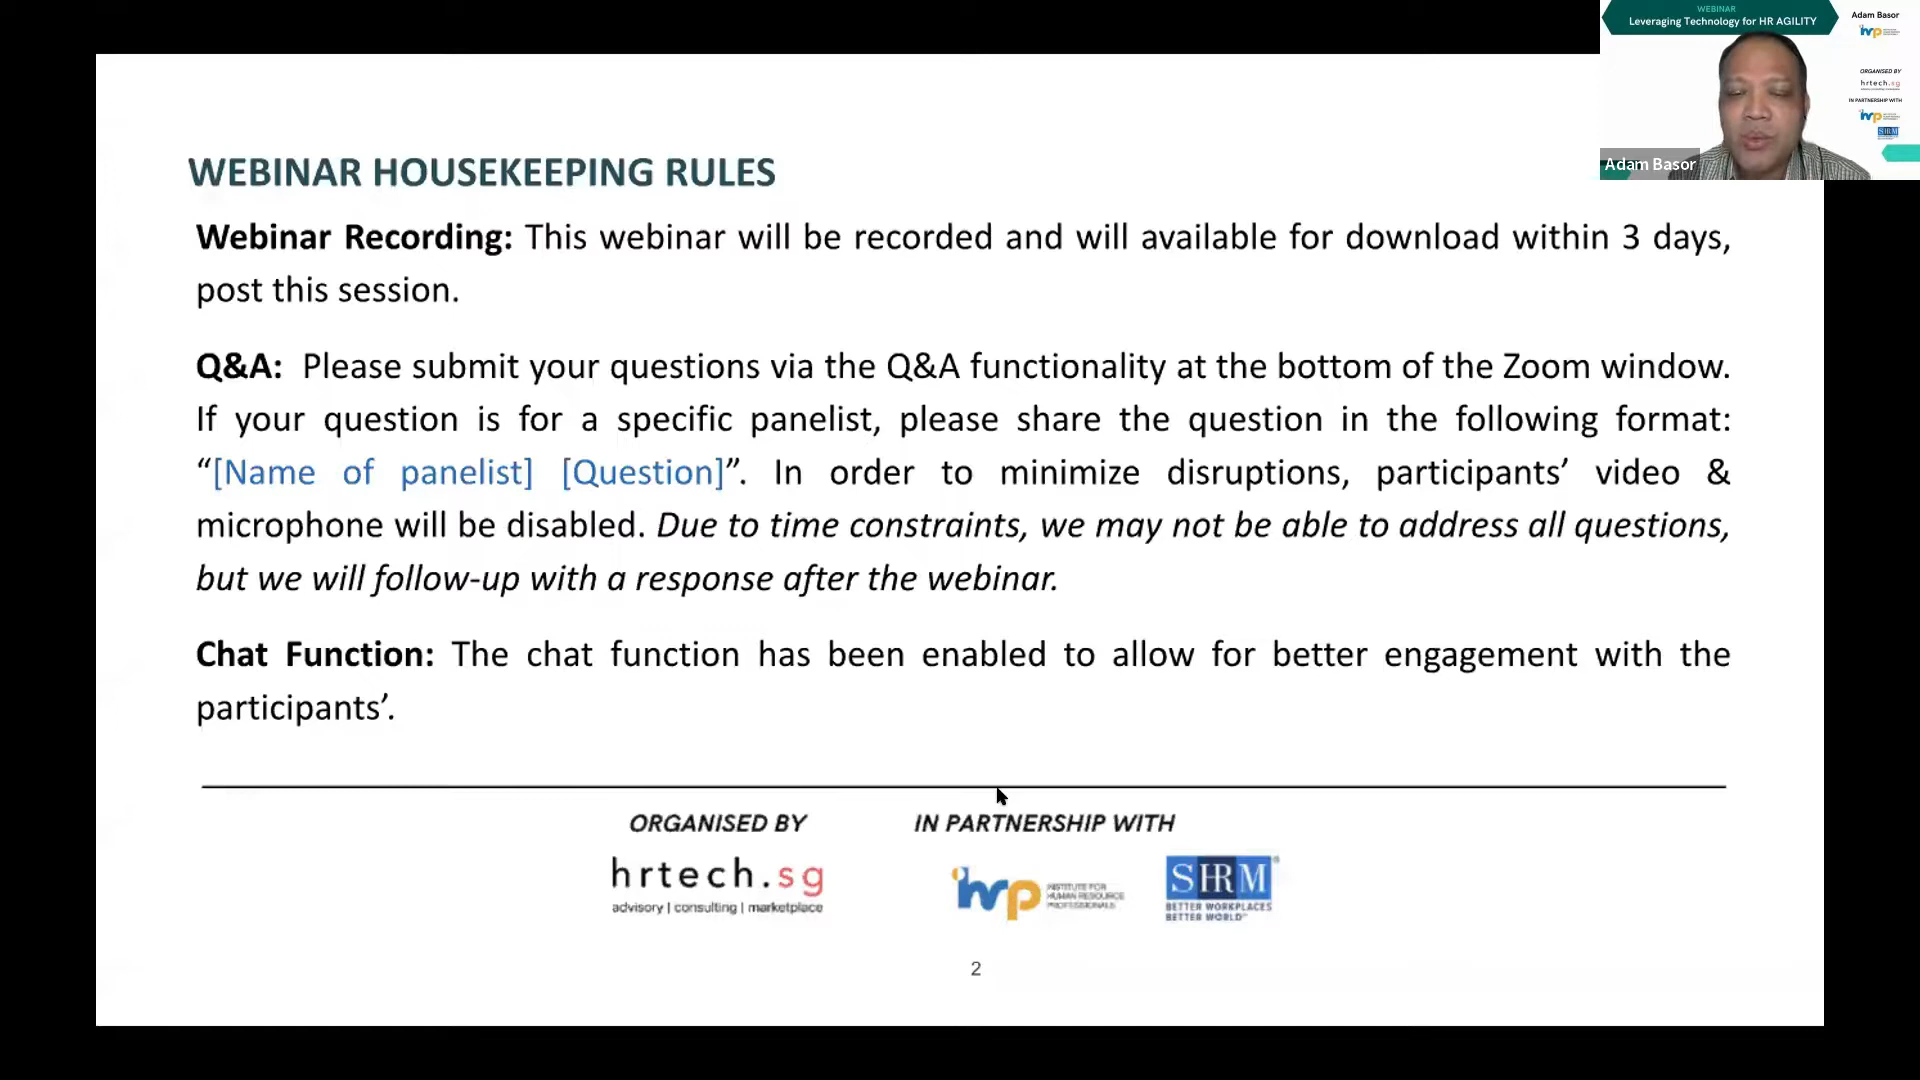 WEBINAR
Leveraging Technology for HR AGILITY
Adam Basor
ihrp
ORGANISED BY
hrtech.sg
IN PARTNERSHIP WITH
ihrp
SHRM
Adam Basor
WEBINAR HOUSEKEEPING RULES
Webinar Recording: This webinar will be recorded and will available for download within 3 days,
post this session.
Q&A: Please submit your questions via the Q&A functionality at the bottom of the Zoom window.
If your question is for a specific panelist, please share the question in the following format:
“[Name of panelist] [Question]”. In order to minimize disruptions, participants’ video &
microphone will be disabled. Due to time constraints, we may not be able to address all questions,
but we will follow-up with a response after the webinar.
Chat Function: The chat function has been enabled to allow for better engagement with the
participants’.
ORGANISED BY
IN PARTNERSHIP WITH
hrtech.sg
advisory | consulting | marketplace
ihrp
INSTITUTE FOR
HUMAN RESOURCE
PROFESSIONALS
SHRM®
BETTER WORKPLACES
BETTER WORLD™
2